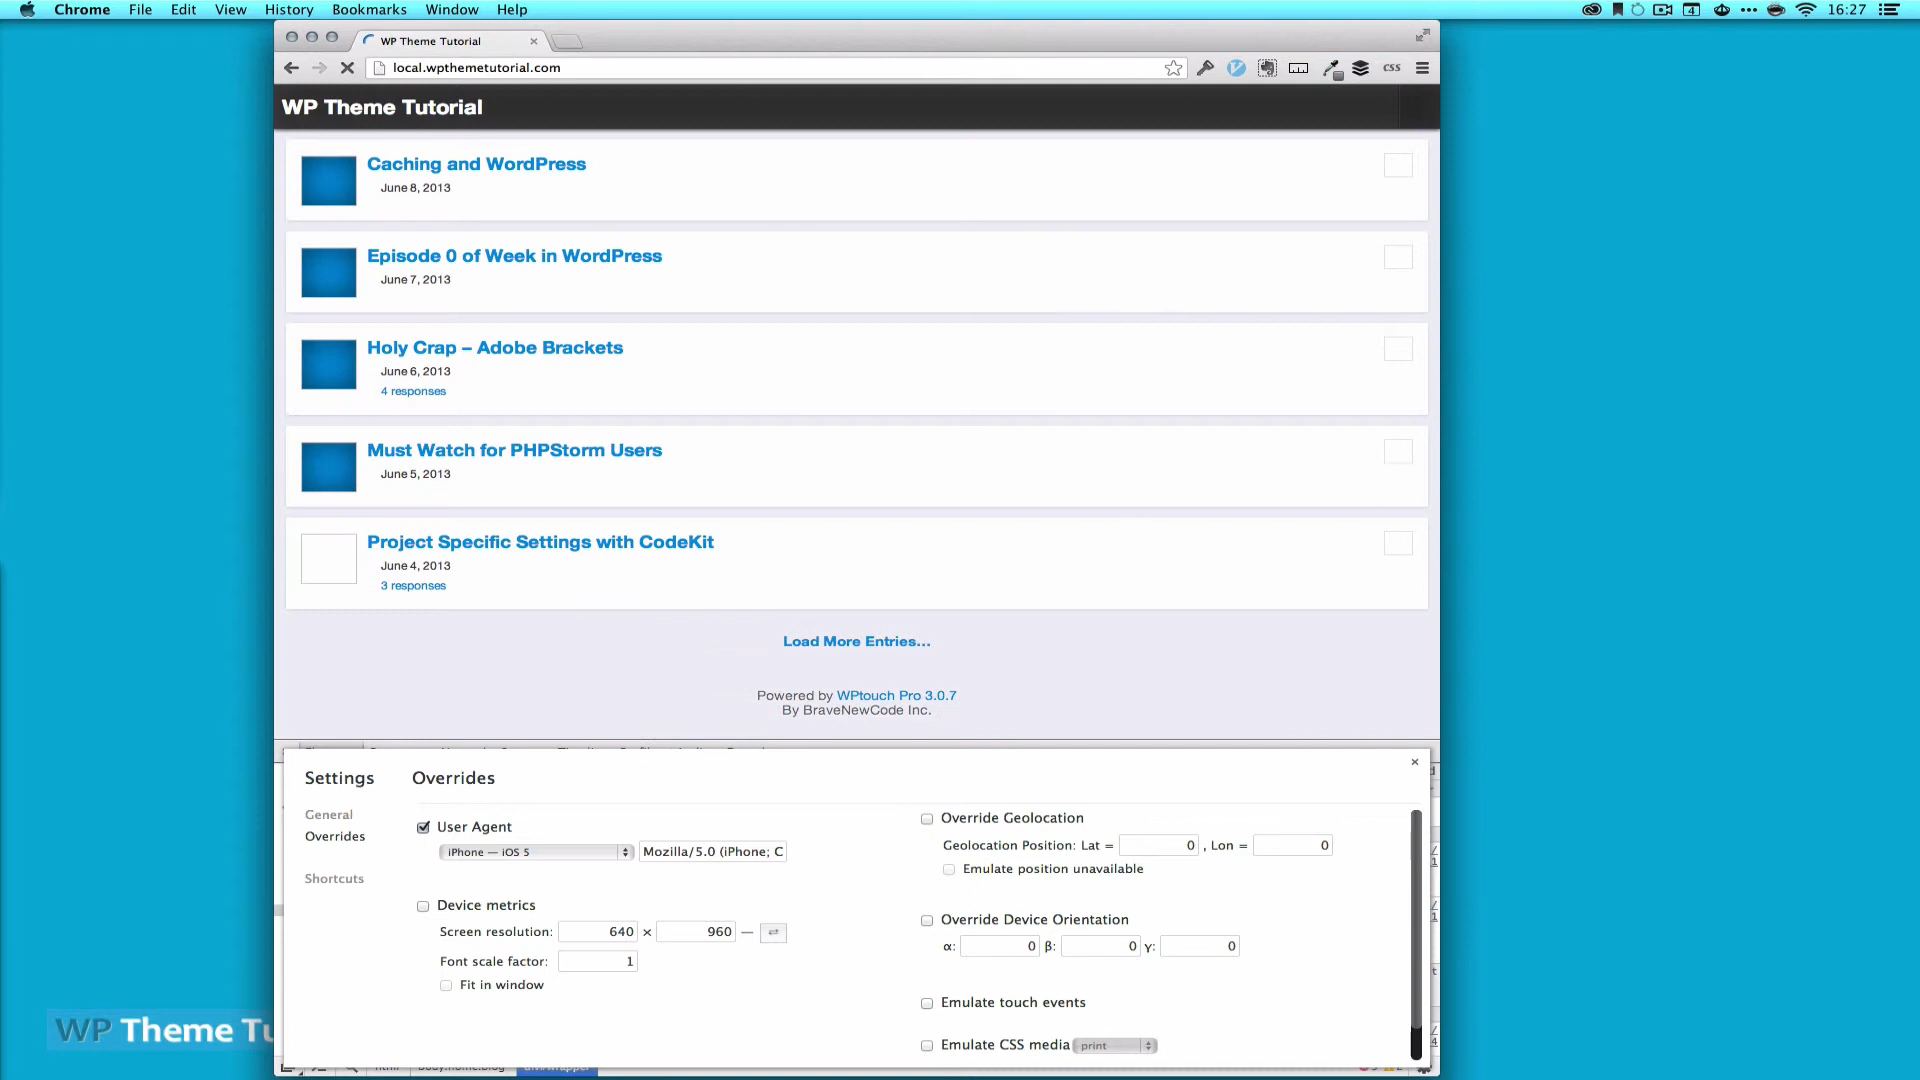 Chrome File Edit View History Bookmarks Window Help
4 16:27
WP Theme Tutorial
local.wpthemetutorial.com
CSS
WP Theme Tutorial
Caching and WordPress
June 8, 2013
Episode 0 of Week in WordPress
June 7, 2013
Holy Crap – Adobe Brackets
June 6, 2013
4 responses
Must Watch for PHPStorm Users
June 5, 2013
Project Specific Settings with CodeKit
June 4, 2013
3 responses
Load More Entries...
Powered by WPtouch Pro 3.0.7
By BraveNewCode Inc.
Settings
General
Overrides
Shortcuts
Overrides
User Agent
iPhone — iOS 5 Mozilla/5.0 (iPhone; C
Device metrics
Screen resolution: 640 × 960 —
Font scale factor: 1
Fit in window
Override Geolocation
Geolocation Position: Lat = 0 , Lon = 0
Emulate position unavailable
Override Device Orientation
α: 0 β: 0 γ: 0
Emulate touch events
Emulate CSS media print
WP Theme Tu